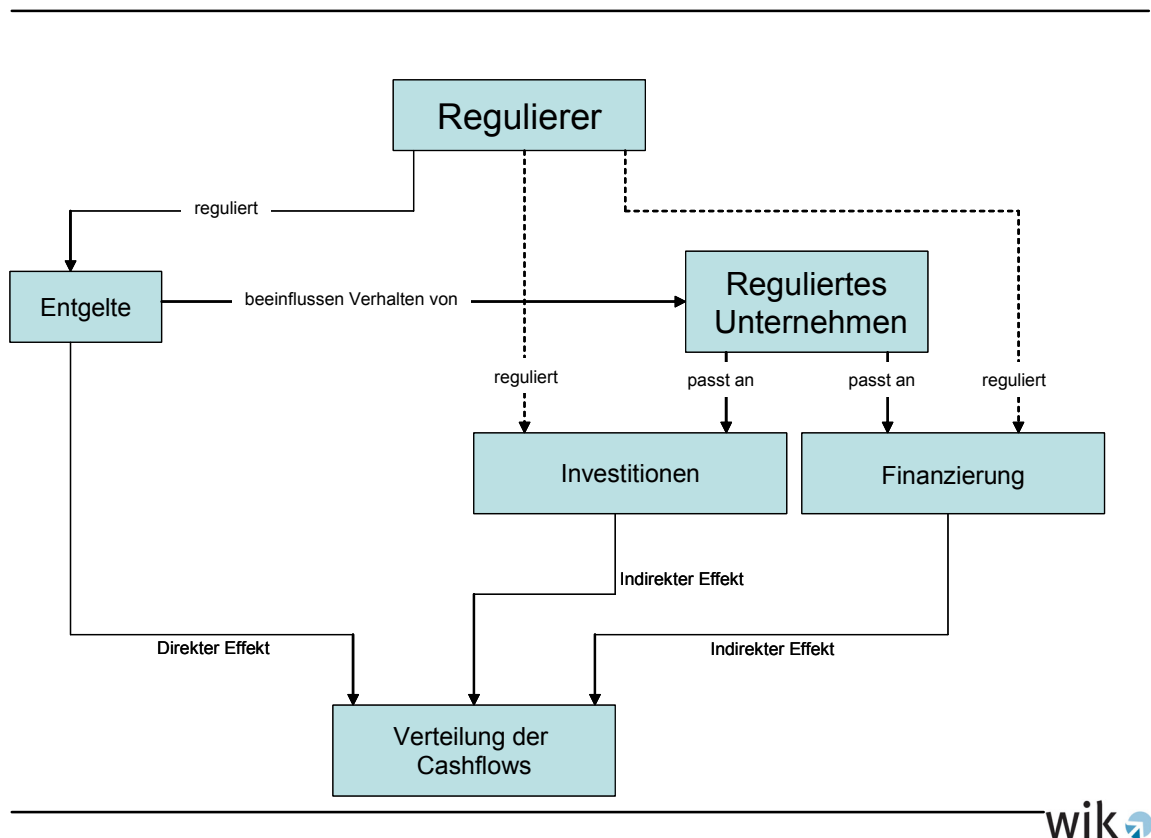 Regulierer
reguliert
Entgelte
beeinflussen Verhalten von
Reguliertes
Unternehmen
reguliert
passt an
passt an
reguliert
Investitionen
Finanzierung
Indirekter Effekt
Direkter Effekt
Indirekter Effekt
Verteilung der
Cashflows
wik